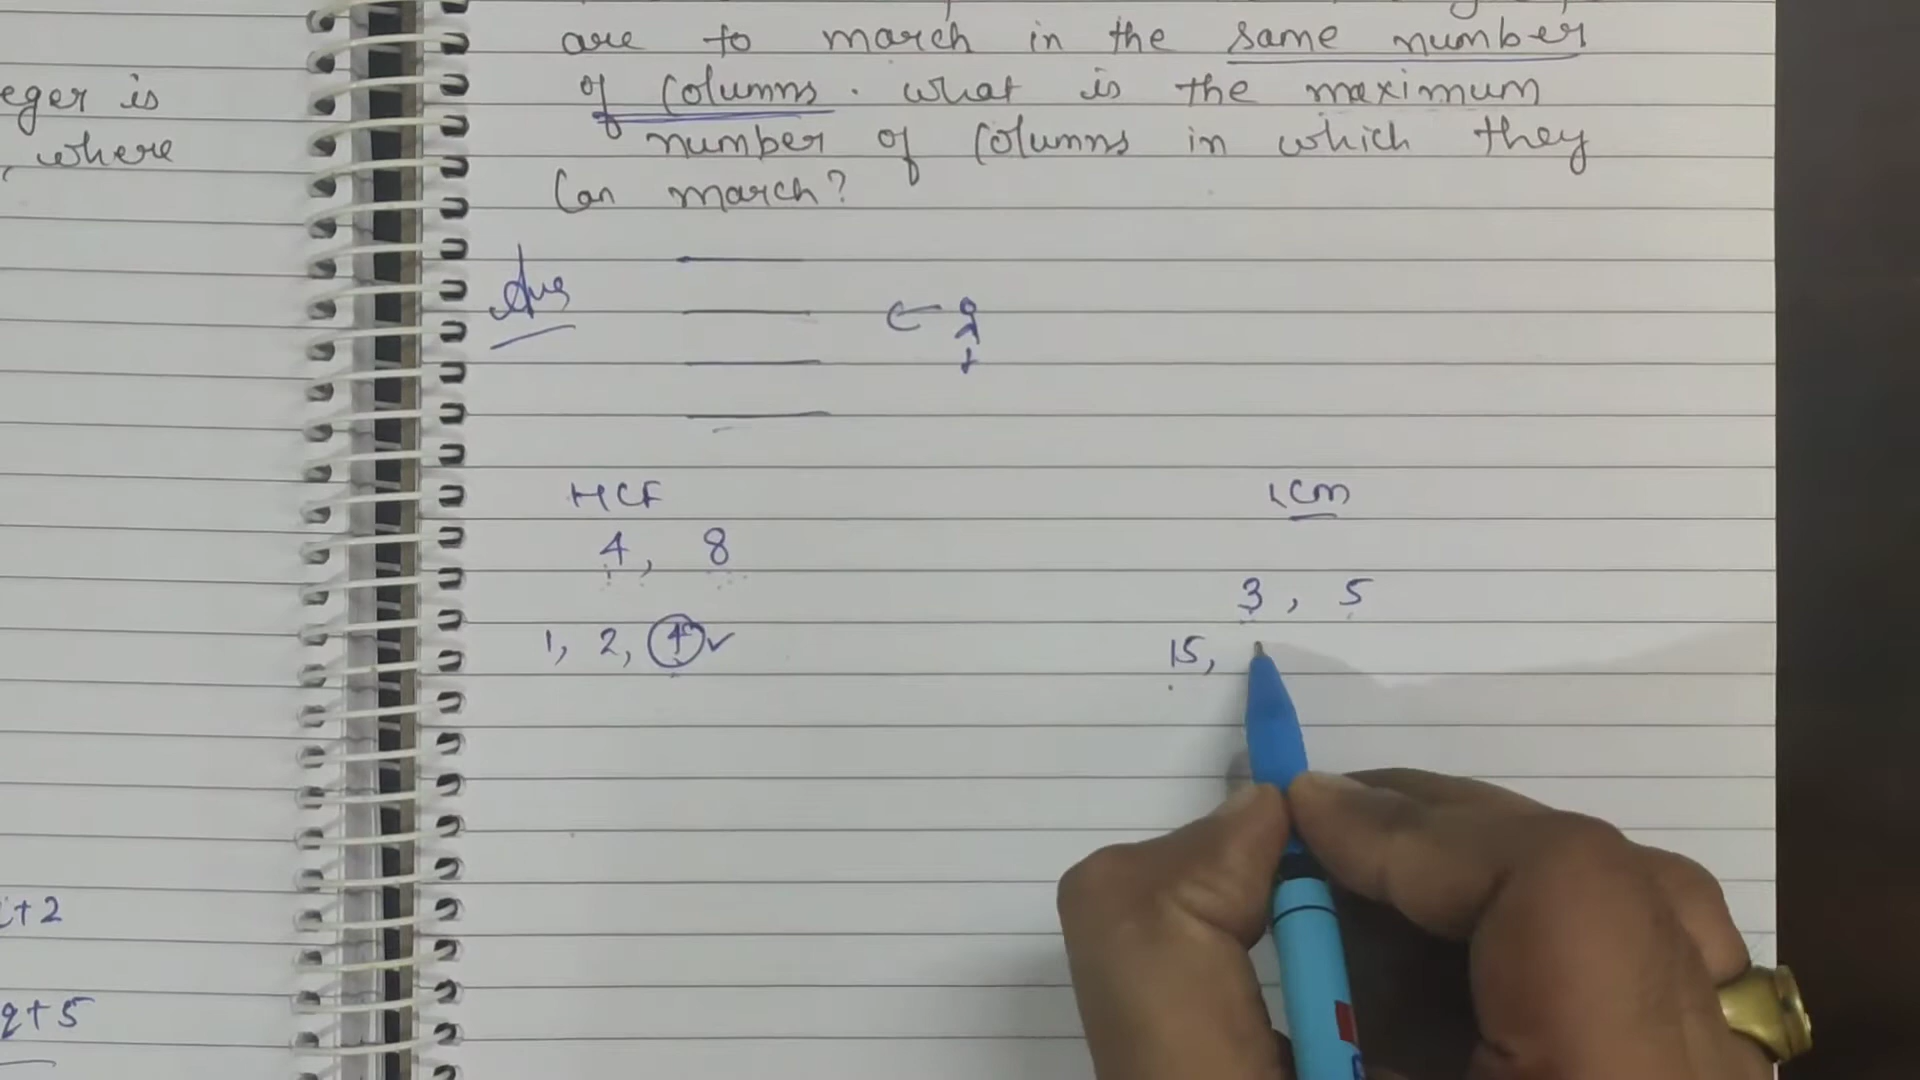 eger is
where
i+2
q+5
are to march in the same number
of columns. what is the maximum
number of columns in which they
can march?
Ans
HCF
4, 8
1, 2, 4
LCM
3, 5
15,